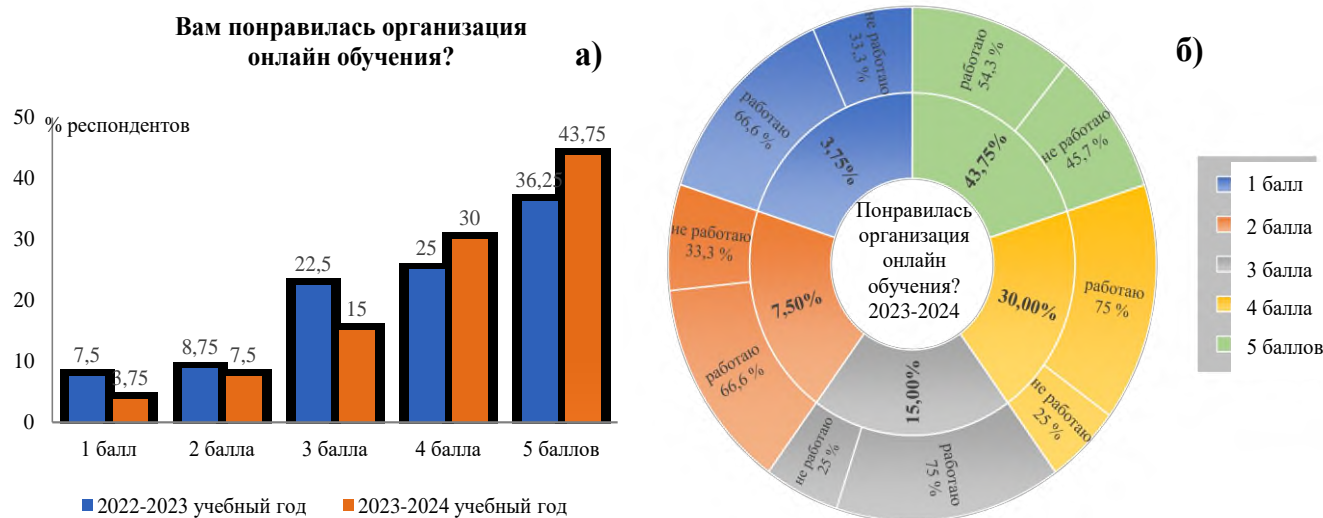 Вам понравилась организация
онлайн обучения?
а)
% респондентов
50
40
30
20
10
0
7,5
3,75
8,75
7,5
22,5
15
25
30
36,25
43,75
1 балл
2 балла
3 балла
4 балла
5 баллов
2022-2023 учебный год
2023-2024 учебный год
б)
Понравилась
организация
онлайн
обучения?
2023-2024
43,75%
работаю
54,3 %
не работаю
45,7 %
30,00%
работаю
75 %
не работаю
25 %
15,00%
работаю
75 %
не работаю
25 %
7,50%
работаю
66,6 %
не работаю
33,3 %
3,75%
работаю
66,6 %
не работаю
33,3 %
1 балл
2 балла
3 балла
4 балла
5 баллов